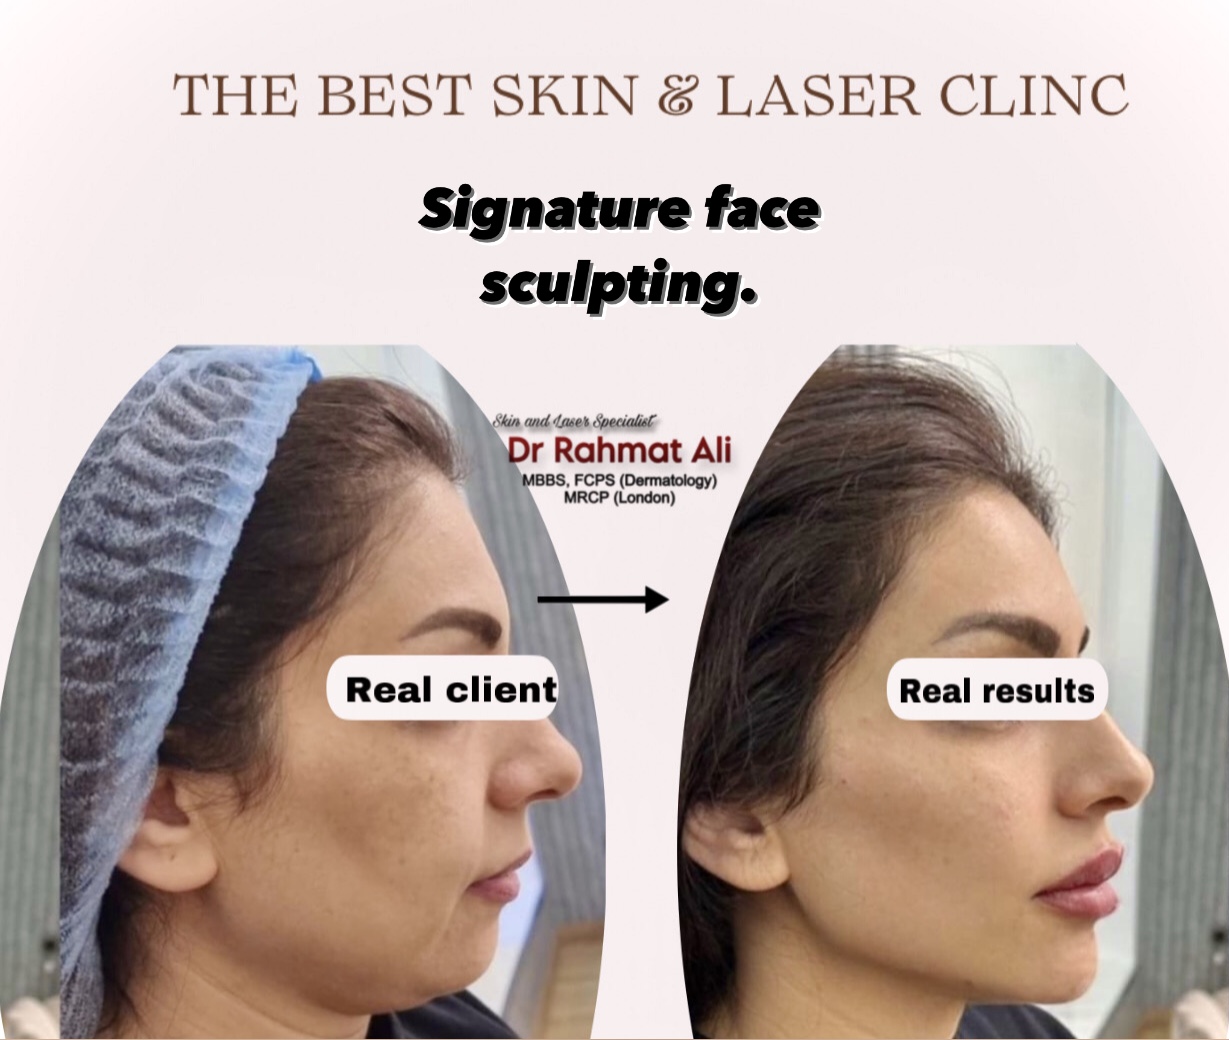 THE BEST SKIN & LASER CLINC
Signature face
sculpting.
Skin and Laser Specialist
Dr Rahmat Ali
MBBS, FCPS (Dermatology)
MRCP (London)
Real client
Real results